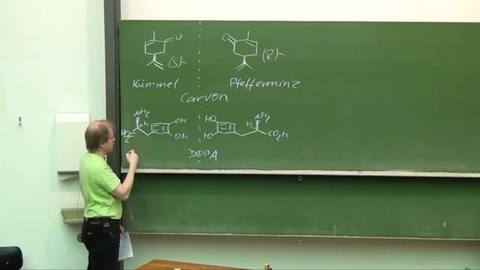 O O
(S)- (R)-
Kümmel Pfefferminz
Carvon
NH₂ NH₂
H OH HO H
OH HO CO₂H
DOPA